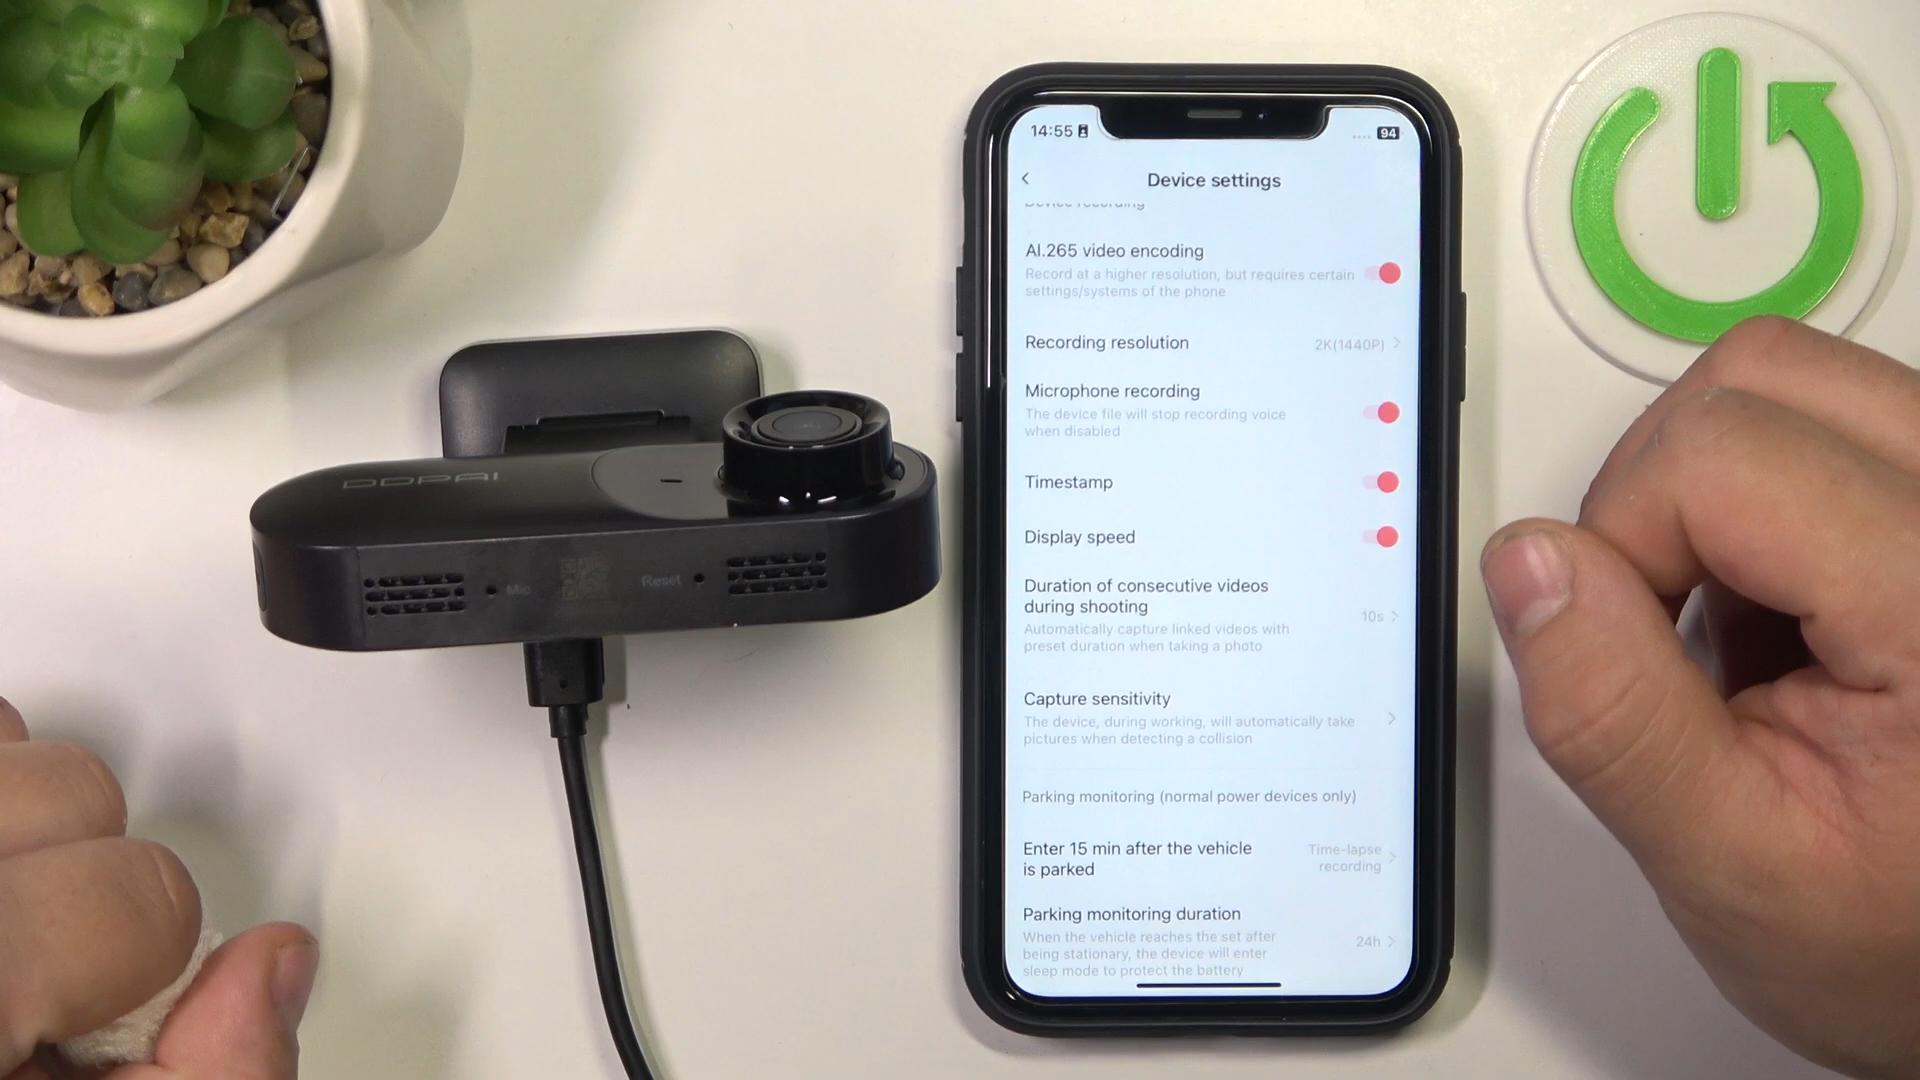 14:55
94
Device settings
Device recording
AI.265 video encoding
Record at a higher resolution, but requires certain
settings/systems of the phone
Recording resolution
2K(1440P)
Microphone recording
The device file will stop recording voice
when disabled
Timestamp
Display speed
Duration of consecutive videos
during shooting
10s
Automatically capture linked videos with
preset duration when taking a photo
Capture sensitivity
The device, during working, will automatically take
pictures when detecting a collision
Parking monitoring (normal power devices only)
Enter 15 min after the vehicle
is parked
Time-lapse
recording
Parking monitoring duration
When the vehicle reaches the set after
being stationary, the device will enter
sleep mode to protect the battery
24h
DDPAI
Mic
Reset